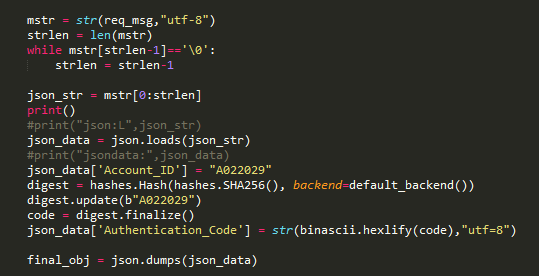 mstr = str(req_msg,"utf-8")
strlen = len(mstr)
while mstr[strlen-1]=='\0':
    strlen = strlen-1

json_str = mstr[0:strlen]
print()
#print("json:L",json_str)
json_data = json.loads(json_str)
#print("jsondata:",json_data)
json_data['Account_ID'] = "A022029"
digest = hashes.Hash(hashes.SHA256(), backend=default_backend())
digest.update(b"A022029")
code = digest.finalize()
json_data['Authentication_Code'] = str(binascii.hexlify(code),"utf=8")

final_obj = json.dumps(json_data)